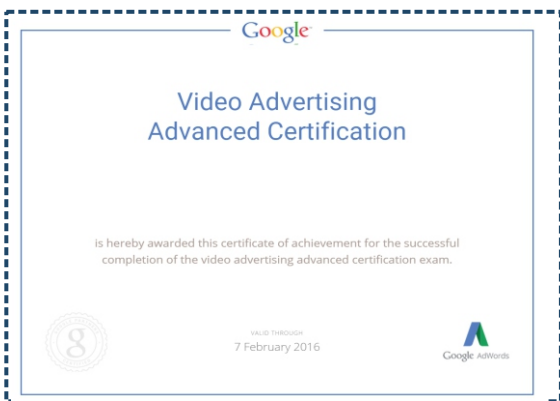 Google
Video Advertising
Advanced Certification
is hereby awarded this certificate of achievement for the successful
completion of the video advertising advanced certification exam.
VALID THROUGH
7 February 2016
g
Google AdWords